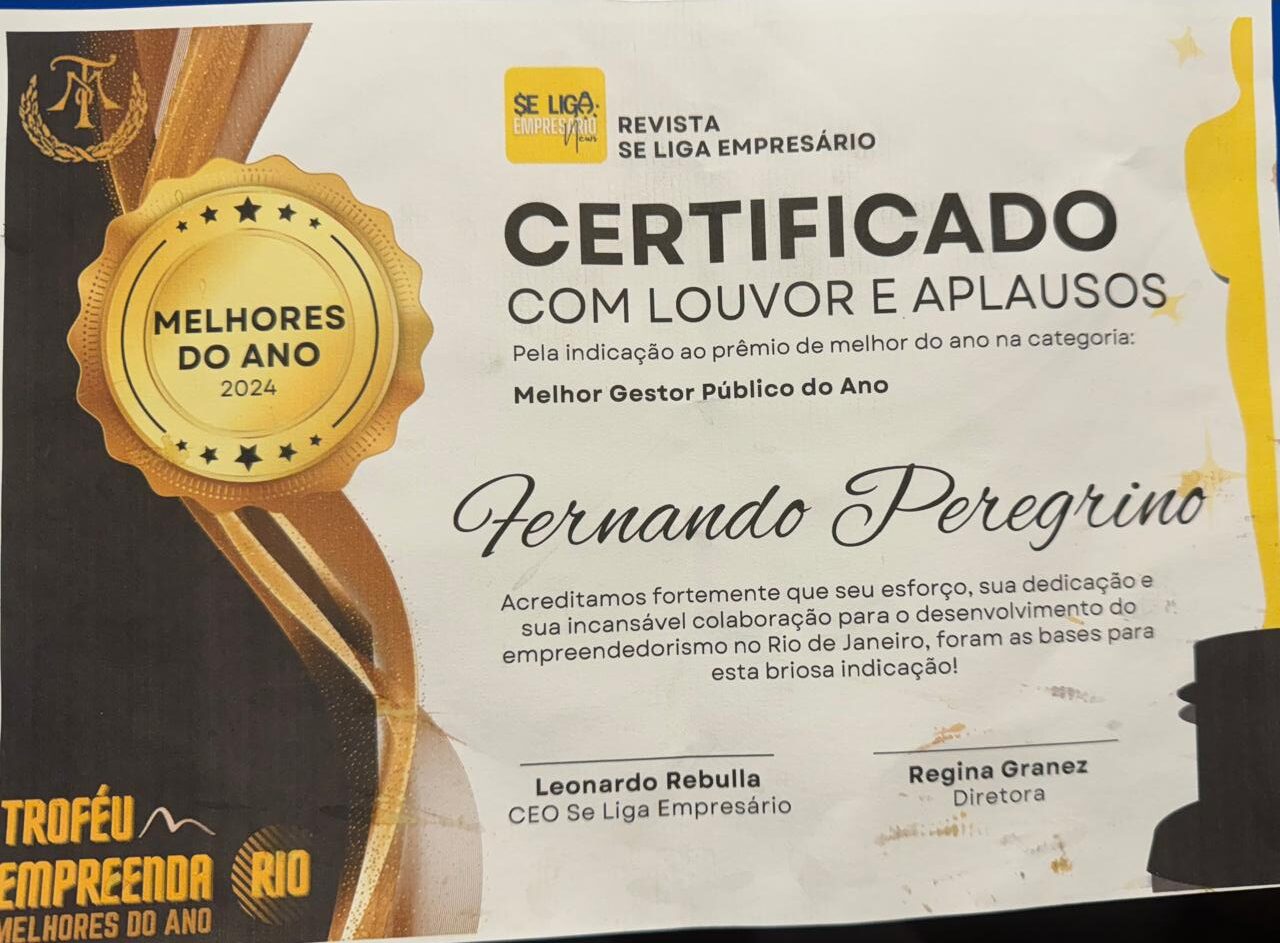 SE LIGA:
EMPRESÁRIO
News
REVISTA
SE LIGA EMPRESÁRIO
CERTIFICADO
COM LOUVOR E APLAUSOS
Pela indicação ao prêmio de melhor do ano na categoria:
Melhor Gestor Público do Ano
MELHORES
DO ANO
2024
Fernando Peregrino
Acreditamos fortemente que seu esforço, sua dedicação e
sua incansável colaboração para o desenvolvimento do
empreendedorismo no Rio de Janeiro, foram as bases para
esta briosa indicação!
Leonardo Rebulla
CEO Se Liga Empresário
Regina Granez
Diretora
TROFÉU
EMPREENDA
RIO
MELHORES DO ANO